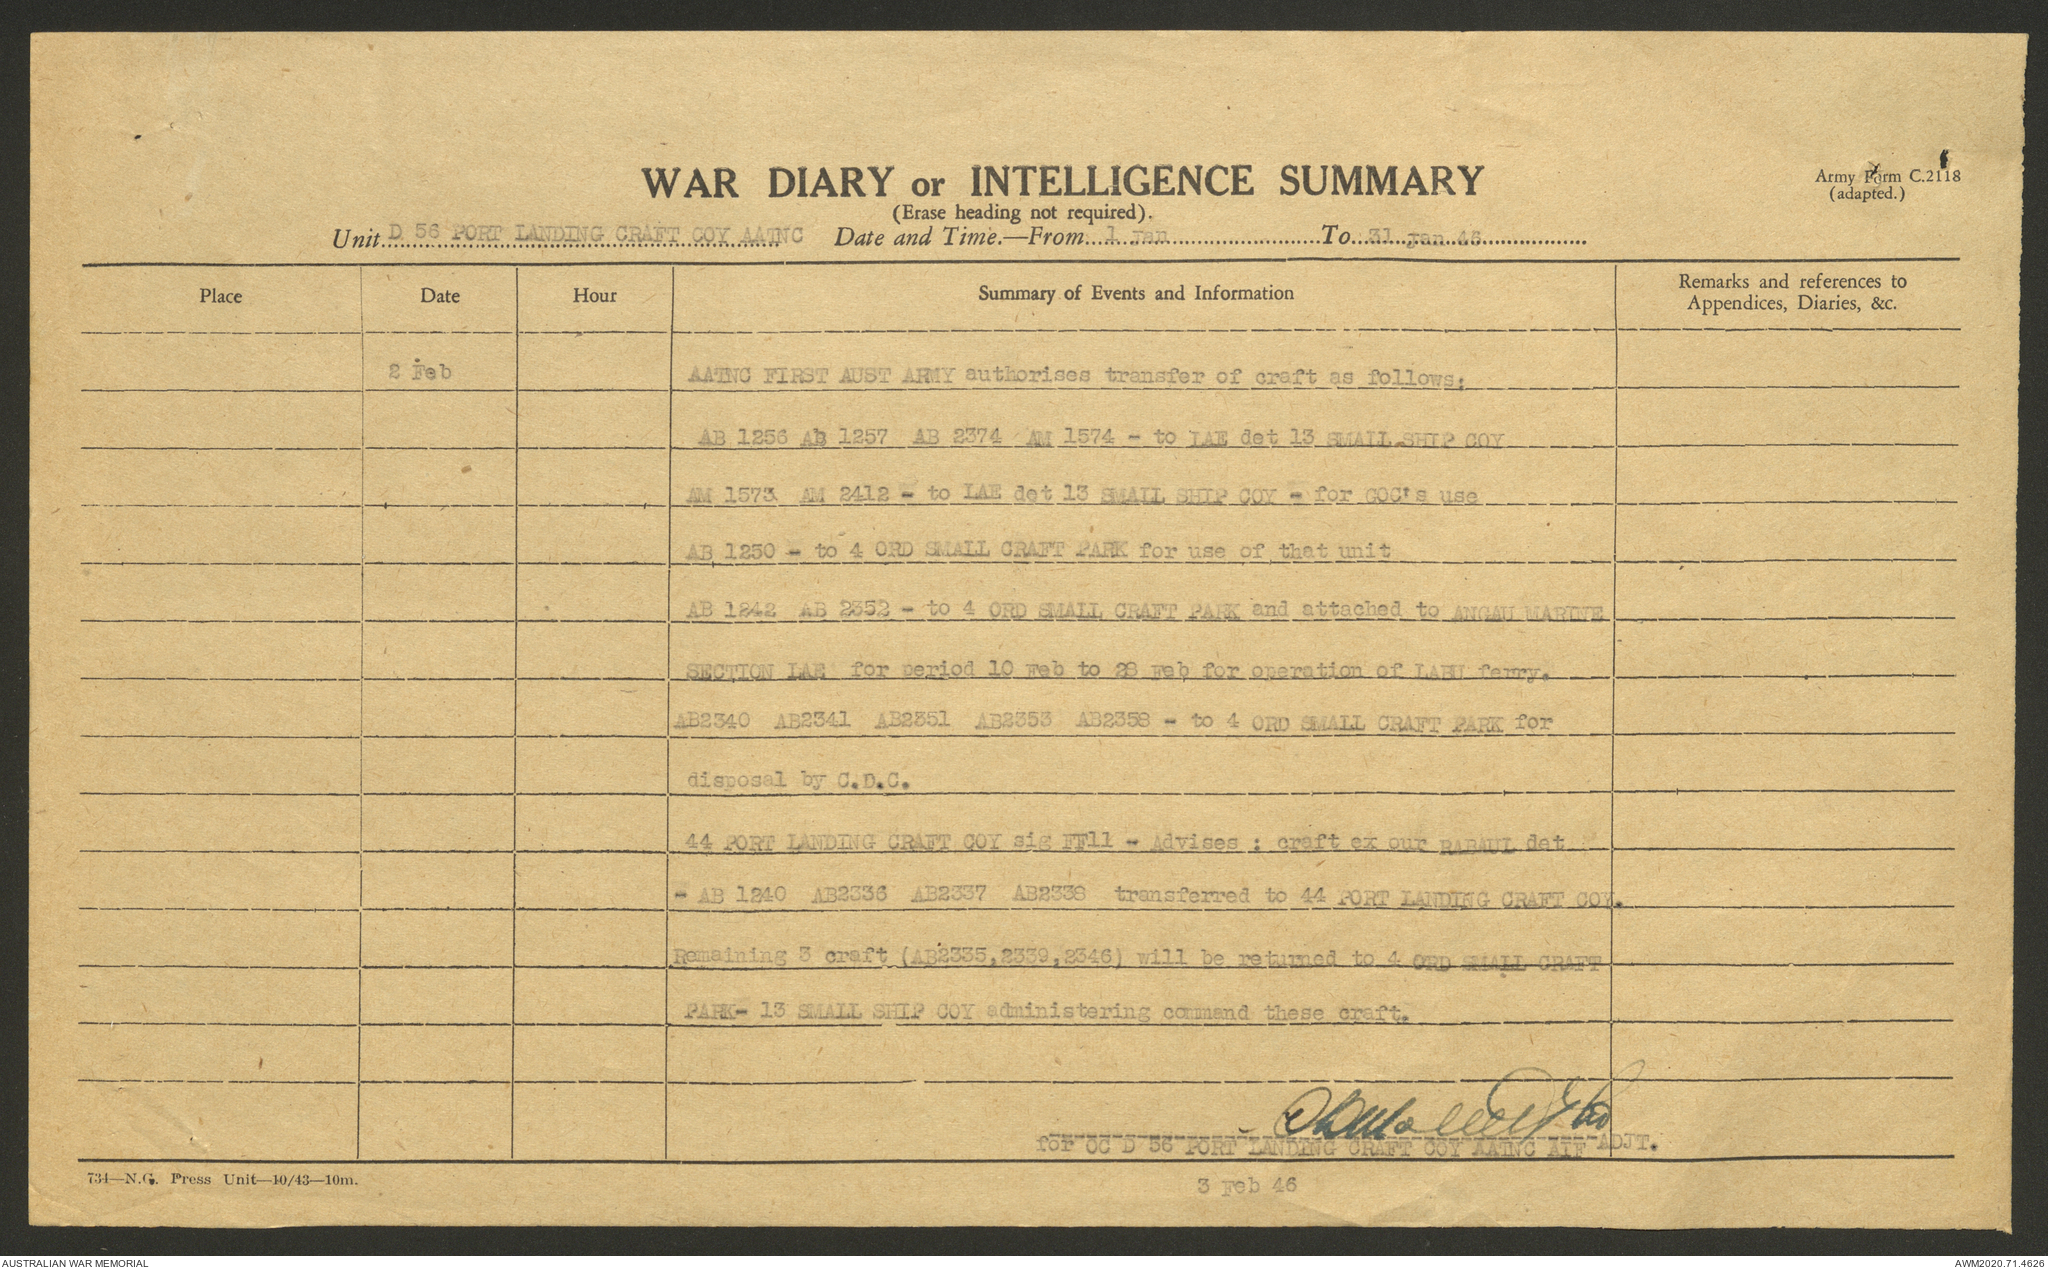 WAR DIARY or INTELLIGENCE SUMMARY
Army Form C.2118
(adapted.)
(Erase heading not required).
Unit D 56 PORT LANDING CRAFT COY AATNC Date and Time.—From 1 Jan To 31 Jan 46
Place Date Hour Summary of Events and Information Remarks and references to
Appendices, Diaries, &c.
2 Feb AATNC FIRST AUST ARMY authorises transfer of craft as follows:
AB 1256 AB 1257 AB 2374 AM 1574 - to LAE det 13 SMALL SHIP COY
AM 1573 AM 2412 - to LAE det 13 SMALL SHIP COY - for GOC's use
AB 1250 - to 4 ORD SMALL CRAFT PARK for use of that unit
AB 1242 AB 2352 - to 4 ORD SMALL CRAFT PARK and attached to ANGAU MARINE
SECTION LAE for period 10 Feb to 28 Feb for operation of LABU ferry.
AB2340 AB2341 AB2351 AB2353 AB2358 - to 4 ORD SMALL CRAFT PARK for
disposal by C.D.C.
44 PORT LANDING CRAFT COY sig FF11 - Advises : craft ex our RABAUL det
- AB 1240 AB2336 AB2337 AB2338 transferred to 44 PORT LANDING CRAFT COY.
Remaining 3 craft (AB2335,2339,2346) will be returned to 4 ORD SMALL CRAFT
PARK- 13 SMALL SHIP COY administering command these craft.
for OC D 56 PORT LANDING CRAFT COY AATNC AIF ADJT.
3 Feb 46
734—N.G. Press Unit—10/43—10m.
AUSTRALIAN WAR MEMORIAL
AWM2020.71.4626